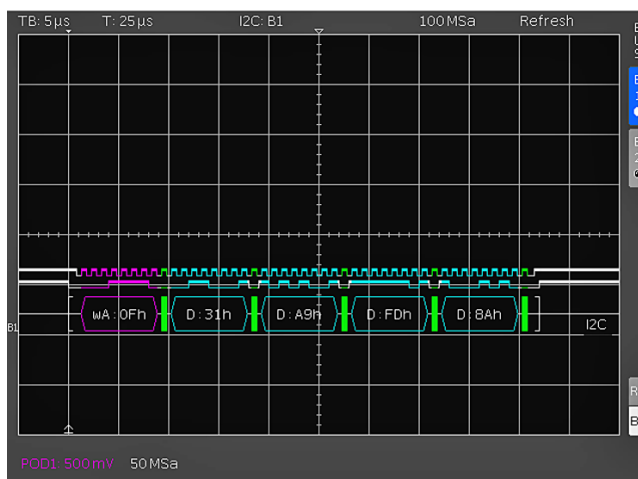 TB: 5µs T: 25µs I2C: B1 100MSa Refresh
wA:0Fh D:31h D:A9h D:FDh D:8Ah
B1
I2C
POD1: 500mV 50MSa